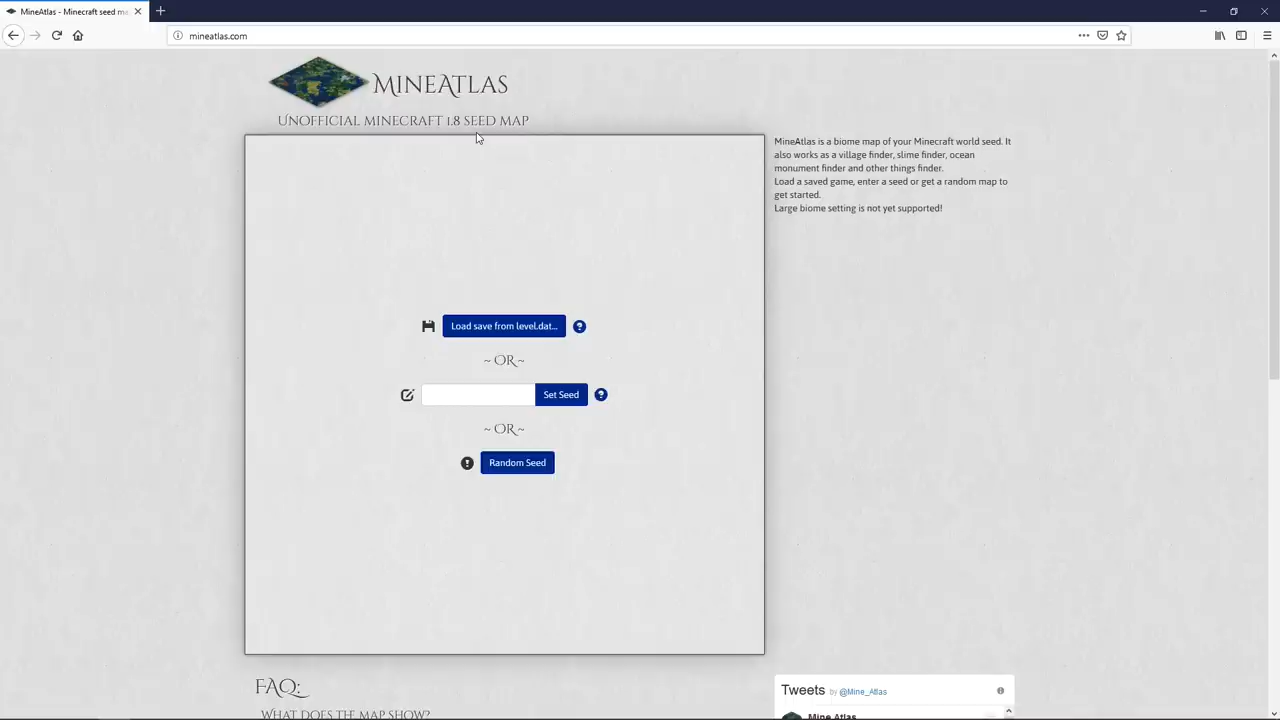 MineAtlas - Minecraft seed me
mineatlas.com
MineAtlas
Unofficial Minecraft 1.8 Seed Map
MineAtlas is a biome map of your Minecraft world seed. It
also works as a village finder, slime finder, ocean
monument finder and other things finder.
Load a saved game, enter a seed or get a random map to
get started.
Large biome setting is not yet supported!
Load save from level.dat...
~ OR ~
Set Seed
~ OR ~
Random Seed
FAQ:
What does the map show?
Tweets by @Mine_Atlas
Mine Atlas